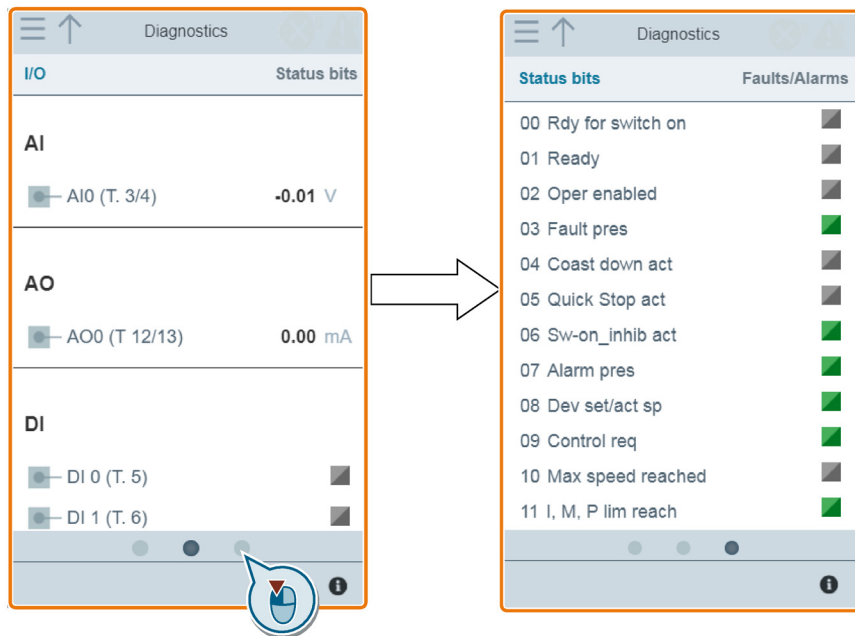 Diagnostics
I/O Status bits
AI
AI0 (T. 3/4) -0.01 V
AO
AO0 (T 12/13) 0.00 mA
DI
DI 0 (T. 5)
DI 1 (T. 6)
Diagnostics
Status bits Faults/Alarms
00 Rdy for switch on
01 Ready
02 Oper enabled
03 Fault pres
04 Coast down act
05 Quick Stop act
06 Sw-on_inhib act
07 Alarm pres
08 Dev set/act sp
09 Control req
10 Max speed reached
11 I, M, P lim reach